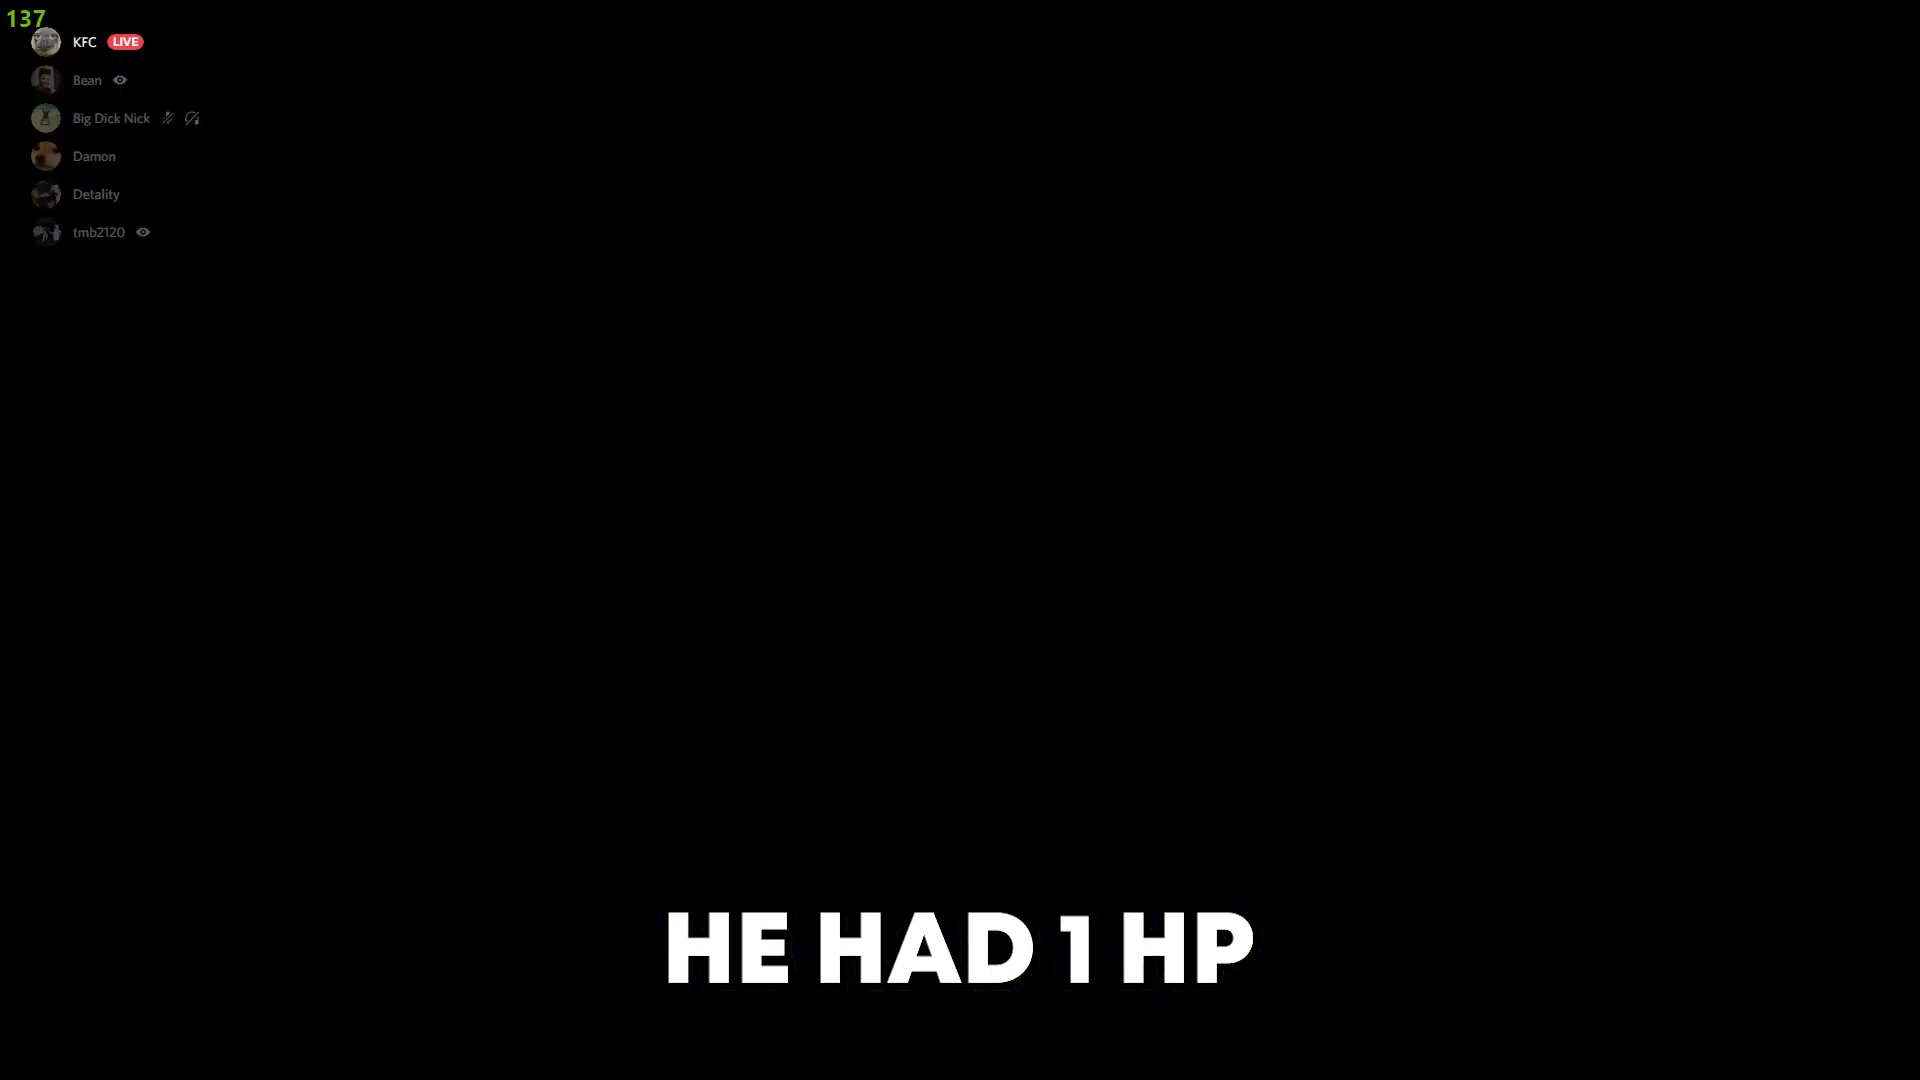 137
KFC LIVE
Bean
Big Dick Nick
Damon
Detality
tmb2120
HE HAD 1 HP